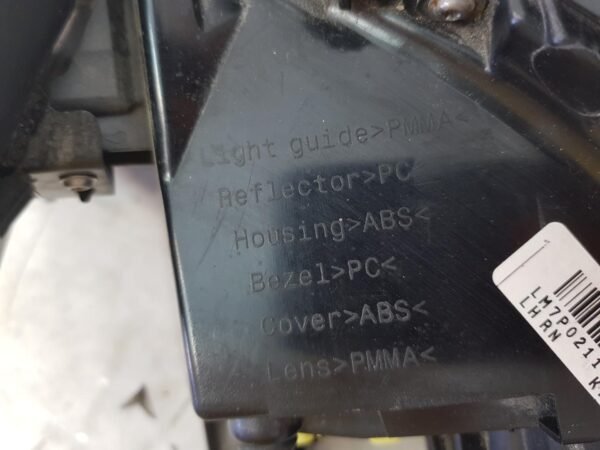 Light guide>PMMA<
Reflector>PC
Housing>ABS<
Bezel>PC<
Cover>ABS<
Lens>PMMA<
LM7P0211
LH RN